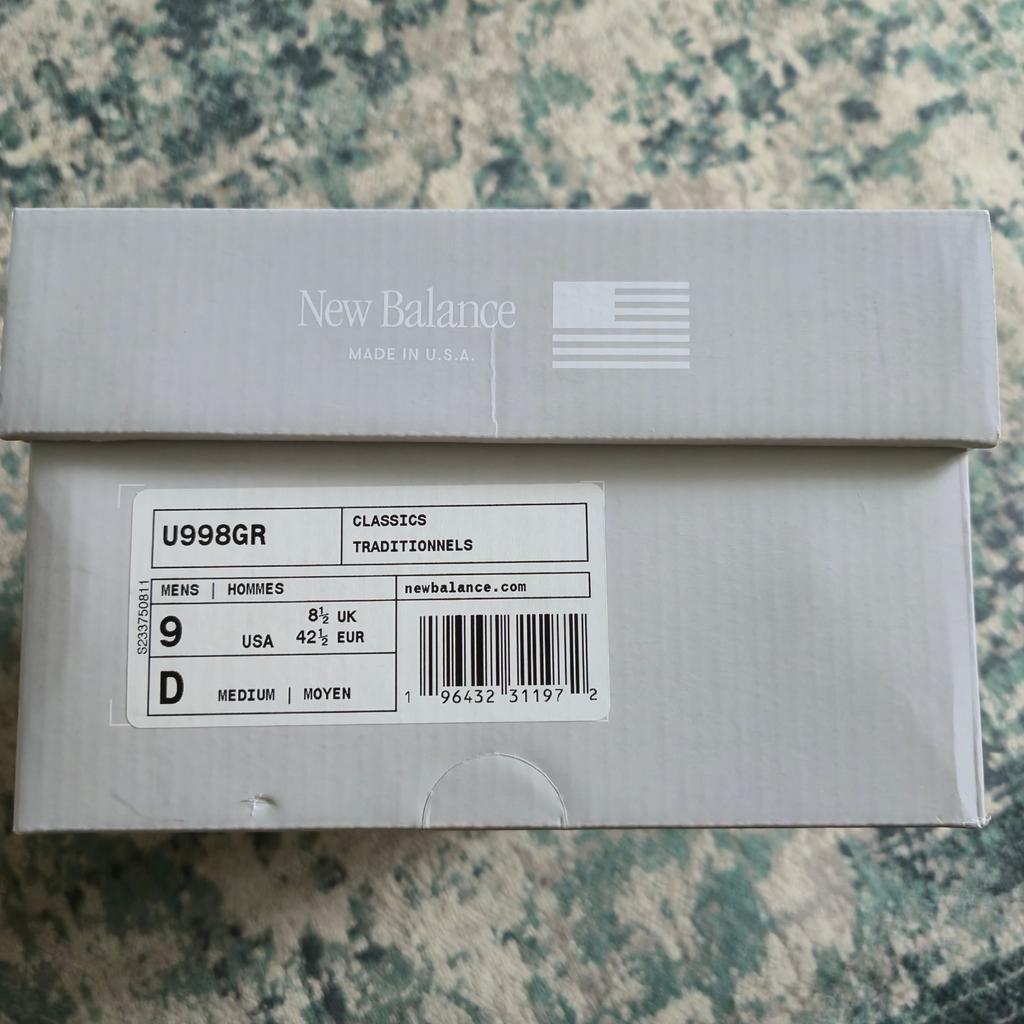 New Balance
MADE IN U.S.A.
U998GR
CLASSICS
TRADITIONNELS
MENS | HOMMES
newbalance.com
S233750811
9 USA 8½ UK
42½ EUR
D MEDIUM | MOYEN
1 96432 31197 2